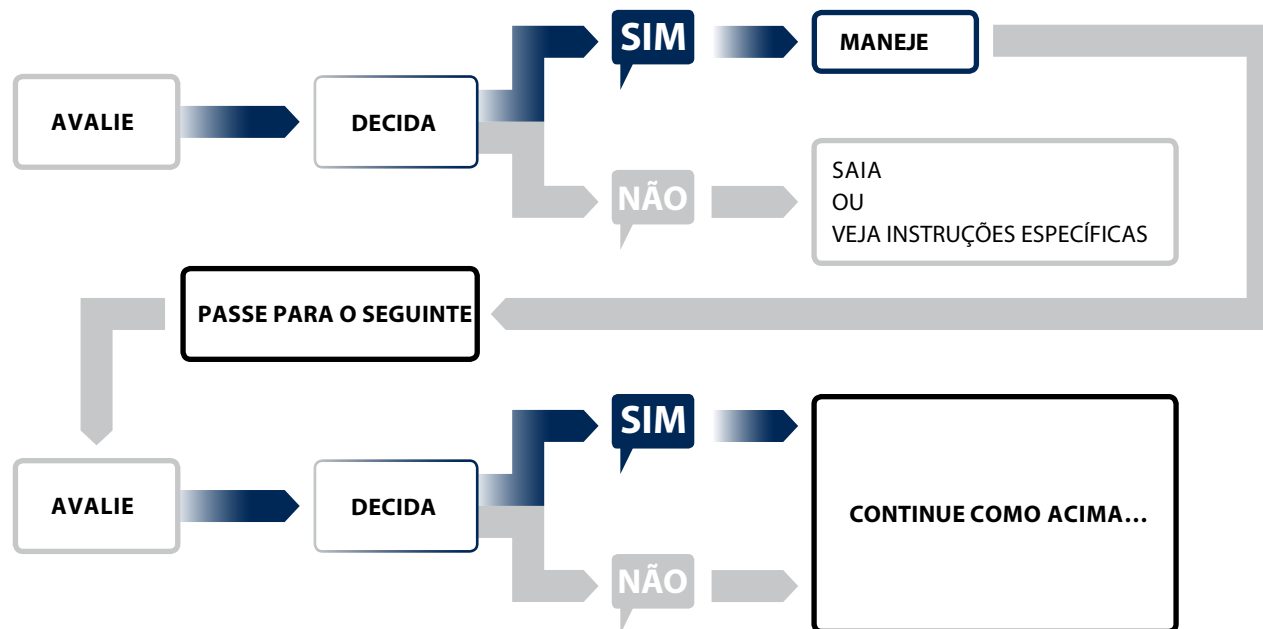 AVALIE
DECIDA
SIM
MANEJE
NÃO
SAIA
OU
VEJA INSTRUÇÕES ESPECÍFICAS
PASSE PARA O SEGUINTE
AVALIE
DECIDA
SIM
NÃO
CONTINUE COMO ACIMA...